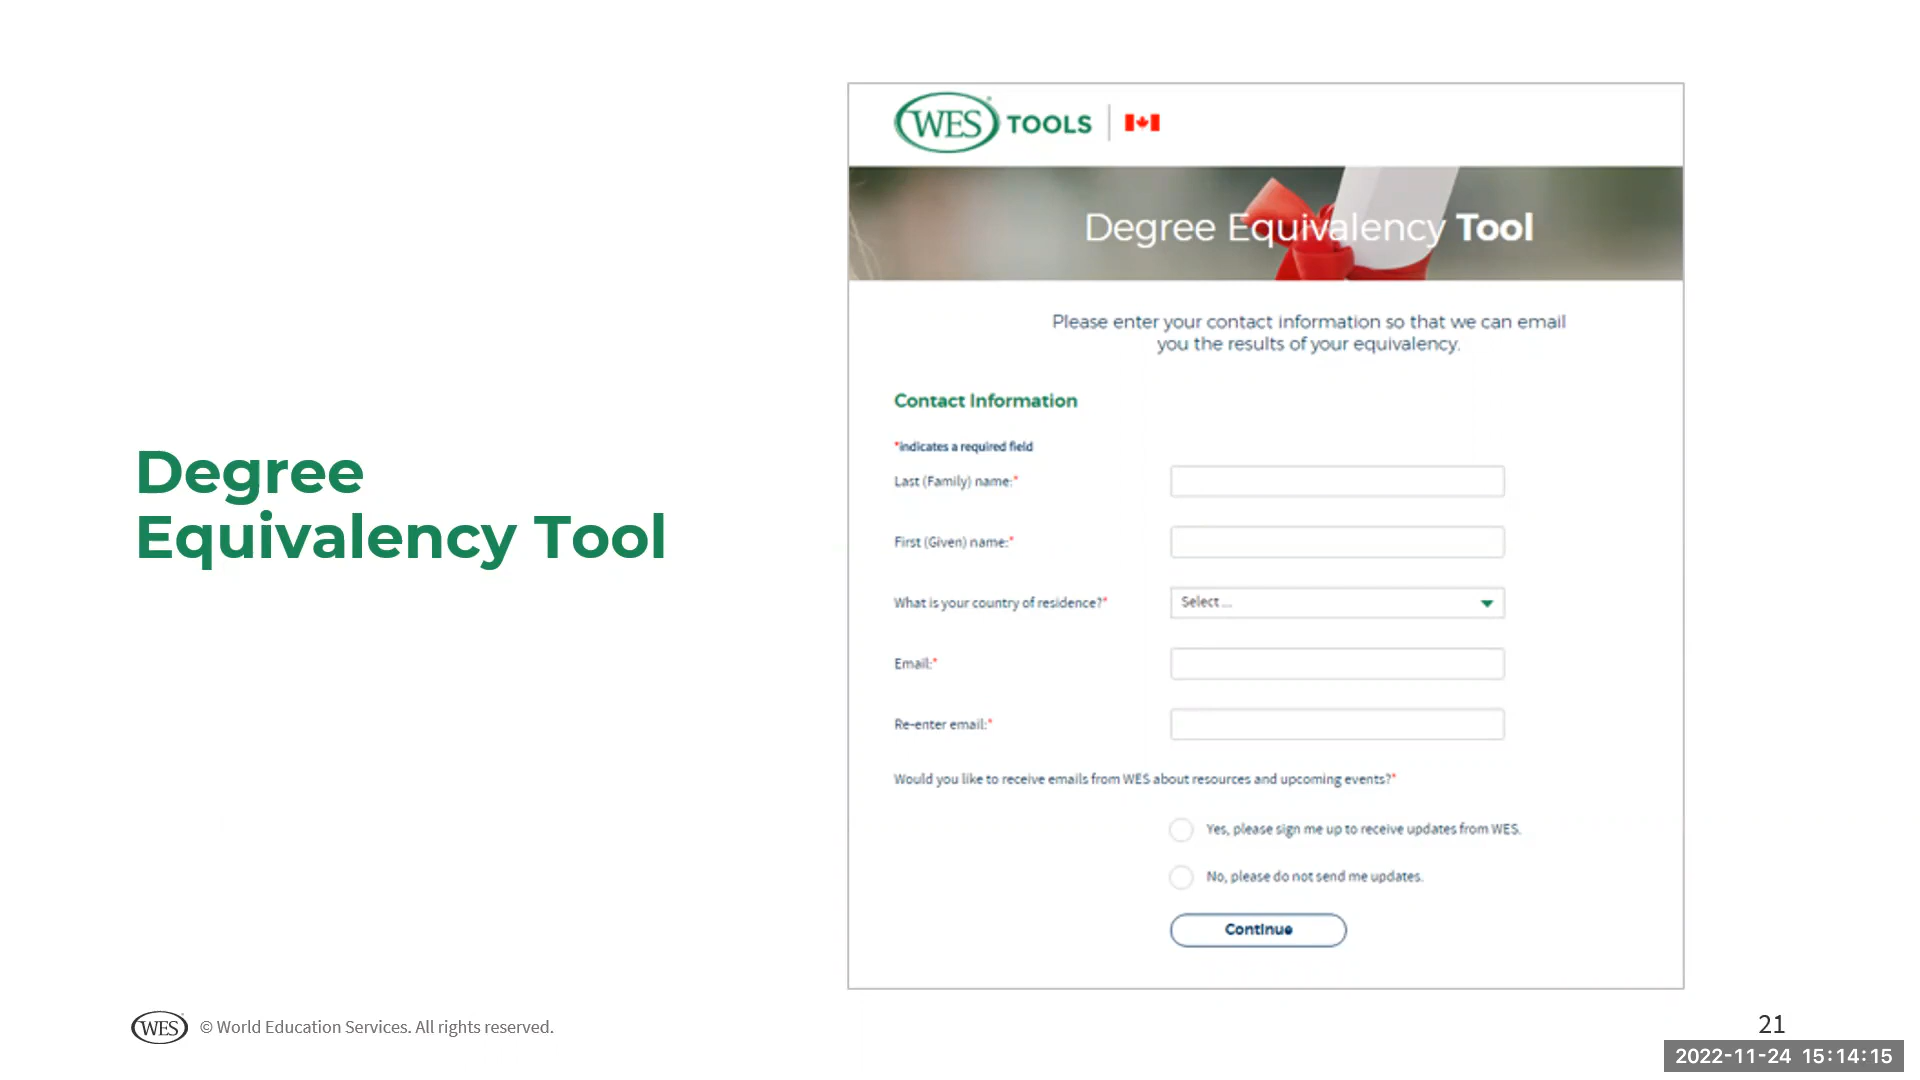 Degree
Equivalency Tool
WES TOOLS
Degree Equivalency Tool
Please enter your contact information so that we can email
you the results of your equivalency.
Contact Information
*Indicates a required field
Last (Family) name:*
First (Given) name:*
What is your country of residence?*
Select ...
Email:*
Re-enter email:*
Would you like to receive emails from WES about resources and upcoming events?*
Yes, please sign me up to receive updates from WES.
No, please do not send me updates.
Continue
WES © World Education Services. All rights reserved.
21
2022-11-24 15:14:15